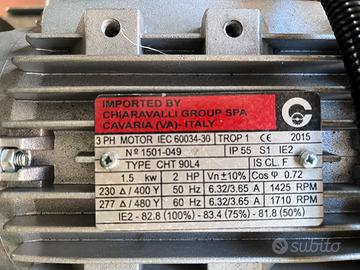 IMPORTED BY
CHIARAVALLI GROUP SPA
CAVARIA (VA)- ITALY
3 PH MOTOR IEC 60034-30 TROP 1 CE 2015
Nº 1501-049 IP 55 S1 IE2
TYPE CHT 90L4 IS CL. F
1.5 kw 2 HP Vn±10% Cos φ 0.72
230 Δ / 400 Y 50 Hz 6.32/3.65 A 1425 RPM
277 Δ / 480 Y 60 Hz 6.32/3.65 A 1710 RPM
IE2 - 82.8 (100%) - 83.4 (75%) - 81.8 (50%)
subito